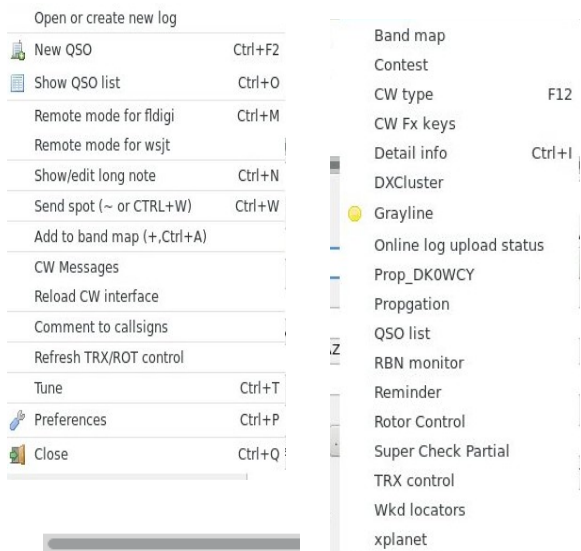 Open or create new log
New QSO Ctrl+F2
Show QSO list Ctrl+O
Remote mode for fldigi Ctrl+M
Remote mode for wsjt
Show/edit long note Ctrl+N
Send spot (~ or CTRL+W) Ctrl+W
Add to band map (+,Ctrl+A)
CW Messages
Reload CW interface
Comment to callsigns
Refresh TRX/ROT control
Tune Ctrl+T
Preferences Ctrl+P
Close Ctrl+Q
Band map
Contest
CW type F12
CW Fx keys
Detail info Ctrl+I
DXCluster
Grayline
Online log upload status
Prop_DK0WCY
Propgation
QSO list
AZ
RBN monitor
Reminder
Rotor Control
Super Check Partial
TRX control
Wkd locators
xplanet